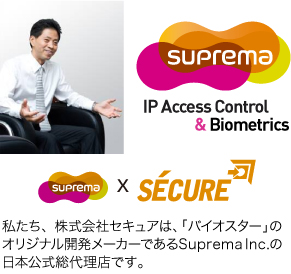 suprema
IP Access Control
& Biometrics
suprema x SÉCURE
私たち、株式会社セキュアは、「バイオスター」の
オリジナル開発メーカーであるSuprema Inc.の
日本公式総代理店です。